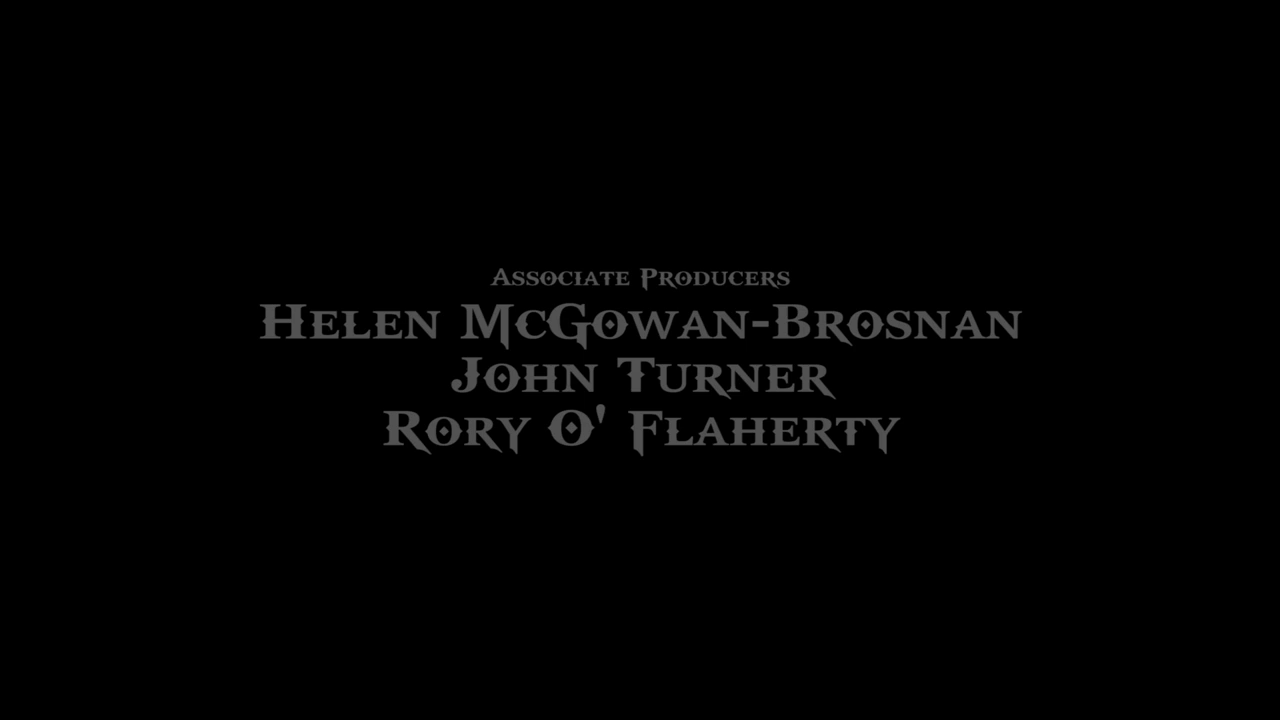 Associate Producers
Helen McGowan-Brosnan
John Turner
Rory O' Flaherty